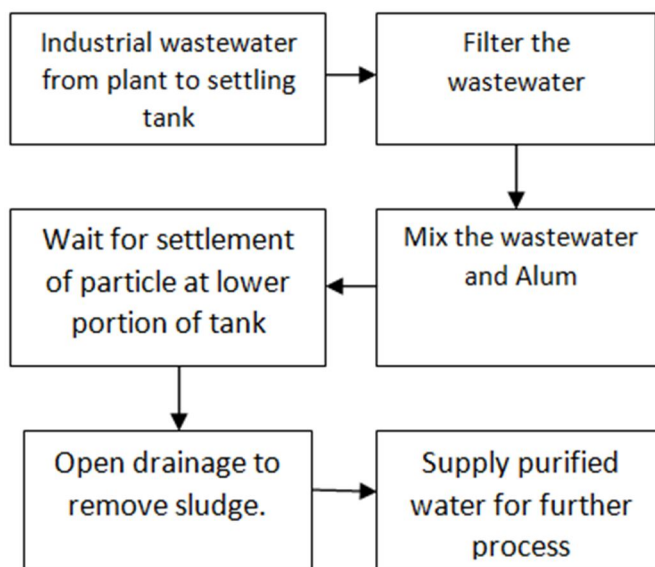 Industrial wastewater
from plant to settling
tank
Filter the
wastewater
Mix the wastewater
and Alum
Wait for settlement
of particle at lower
portion of tank
Open drainage to
remove sludge.
Supply purified
water for further
process